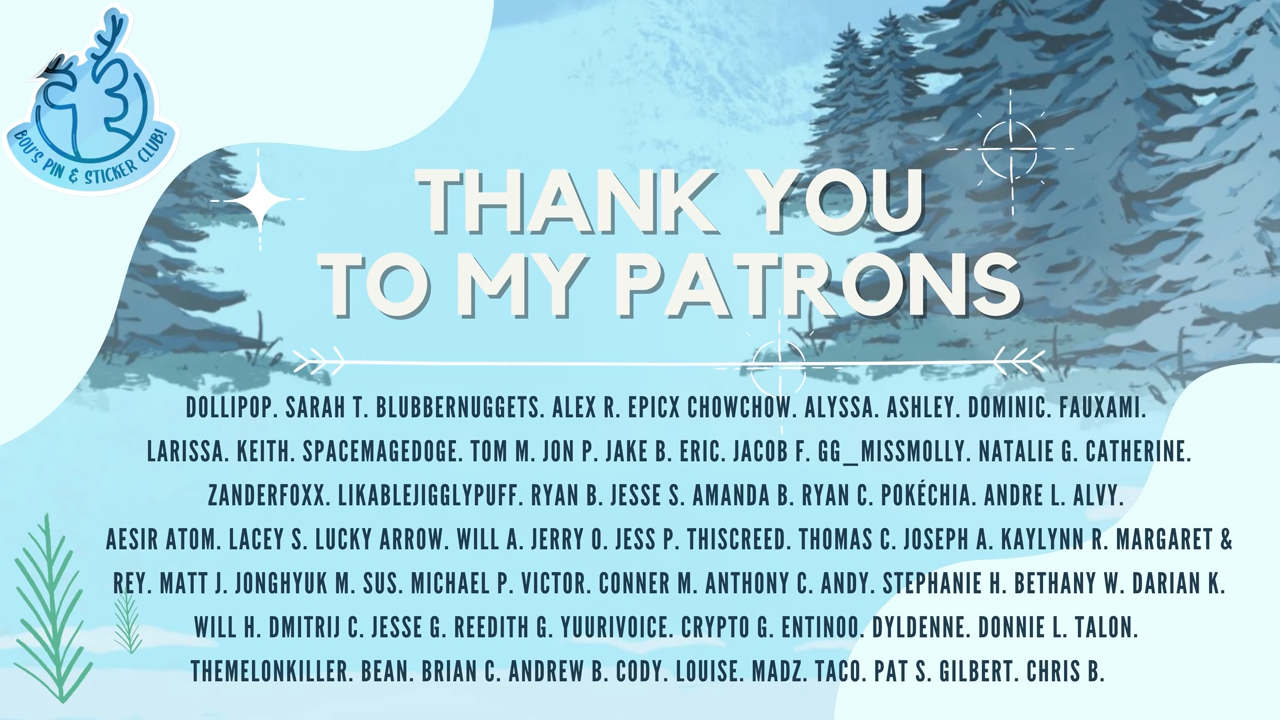 BOU'S PIN & STICKER CLUB!
THANK YOU
TO MY PATRONS
DOLLIPOP. SARAH T. BLUBBERNUGGETS. ALEX R. EPICX CHOWCHOW. ALYSSA. ASHLEY. DOMINIC. FAUXAMI.
LARISSA. KEITH. SPACEMAGEDOGE. TOM M. JON P. JAKE B. ERIC. JACOB F. GG_MISSMOLLY. NATALIE G. CATHERINE.
ZANDERFOXX. LIKABLEJIGGLYPUFF. RYAN B. JESSE S. AMANDA B. RYAN C. POKÉCHIA. ANDRE L. ALVY.
AESIR ATOM. LACEY S. LUCKY ARROW. WILL A. JERRY O. JESS P. THISCREED. THOMAS C. JOSEPH A. KAYLYNN R. MARGARET &
REY. MATT J. JONGHYUK M. SUS. MICHAEL P. VICTOR. CONNER M. ANTHONY C. ANDY. STEPHANIE H. BETHANY W. DARIAN K.
WILL H. DMITRIJ C. JESSE G. REEDITH G. YUURIVOICE. CRYPTO G. ENTINOO. DYLDENNE. DONNIE L. TALON.
THEMELONKILLER. BEAN. BRIAN C. ANDREW B. CODY. LOUISE. MADZ. TACO. PAT S. GILBERT. CHRIS B.